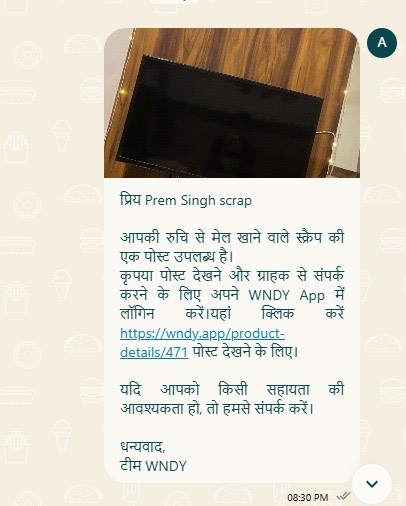 A
प्रिय Prem Singh scrap
आपकी रुचि से मेल खाने वाले स्क्रैप की
एक पोस्ट उपलब्ध है।
कृपया पोस्ट देखने और ग्राहक से संपर्क
करने के लिए अपने WNDY App में
लॉगिन करें।यहां क्लिक करें
https://wndy.app/product-
details/471 पोस्ट देखने के लिए।
यदि आपको किसी सहायता की
आवश्यकता हो, तो हमसे संपर्क करें।
धन्यवाद,
टीम WNDY
08:30 PM